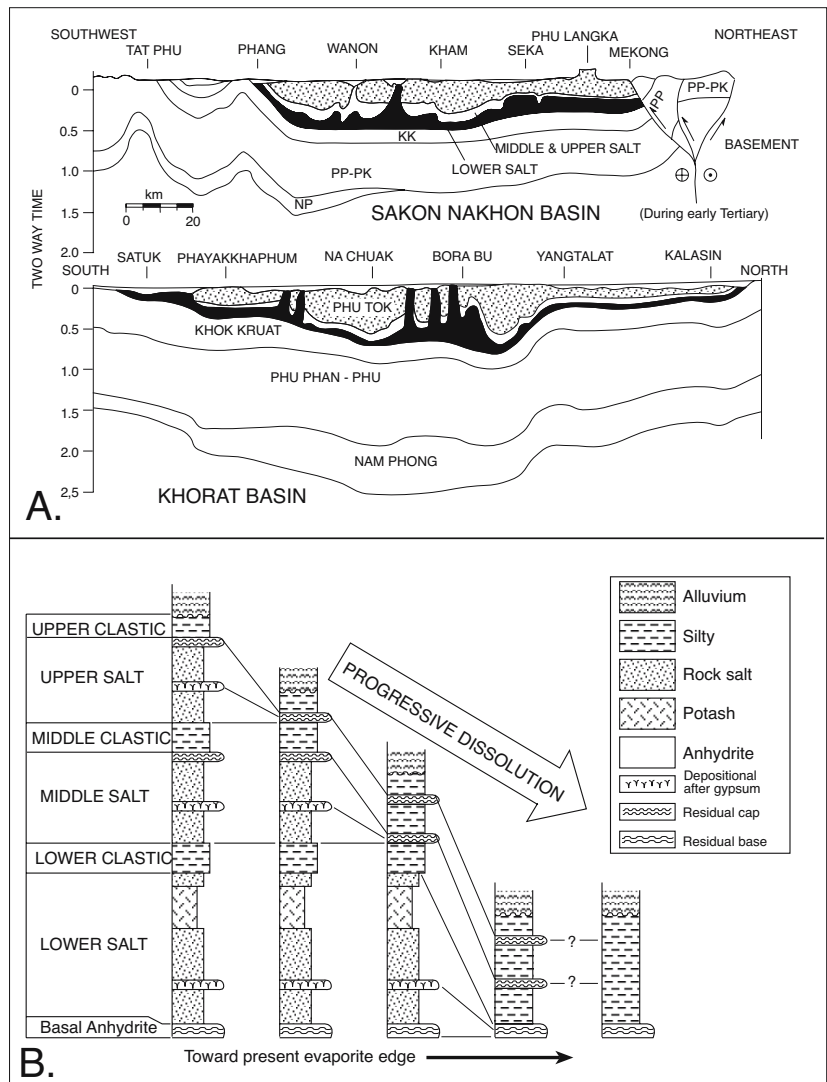 SOUTHWEST
NORTHEAST
TAT PHU
PHANG
WANON
KHAM
SEKA
PHU LANGKA
MEKONG
0
0.5
1.0
1.5
2.0
TWO WAY TIME
KK
MIDDLE & UPPER SALT
LOWER SALT
PP-PK
NP
PP
PP-PK
BASEMENT
km
0
20
SAKON NAKHON BASIN
(During early Tertiary)
SOUTH
SATUK
PHAYAKKHAPHUM
NA CHUAK
BORA BU
YANGTALAT
KALASIN
NORTH
0
0.5
1.0
1.5
2.0
2,5
PHU TOK
KHOK KRUAT
PHU PHAN - PHU
NAM PHONG
KHORAT BASIN
A.
UPPER CLASTIC
UPPER SALT
MIDDLE CLASTIC
MIDDLE SALT
LOWER CLASTIC
LOWER SALT
Basal Anhydrite
PROGRESSIVE DISSOLUTION
?
?
Alluvium
Silty
Rock salt
Potash
Anhydrite
Depositional
after gypsum
Residual cap
Residual base
B.
Toward present evaporite edge